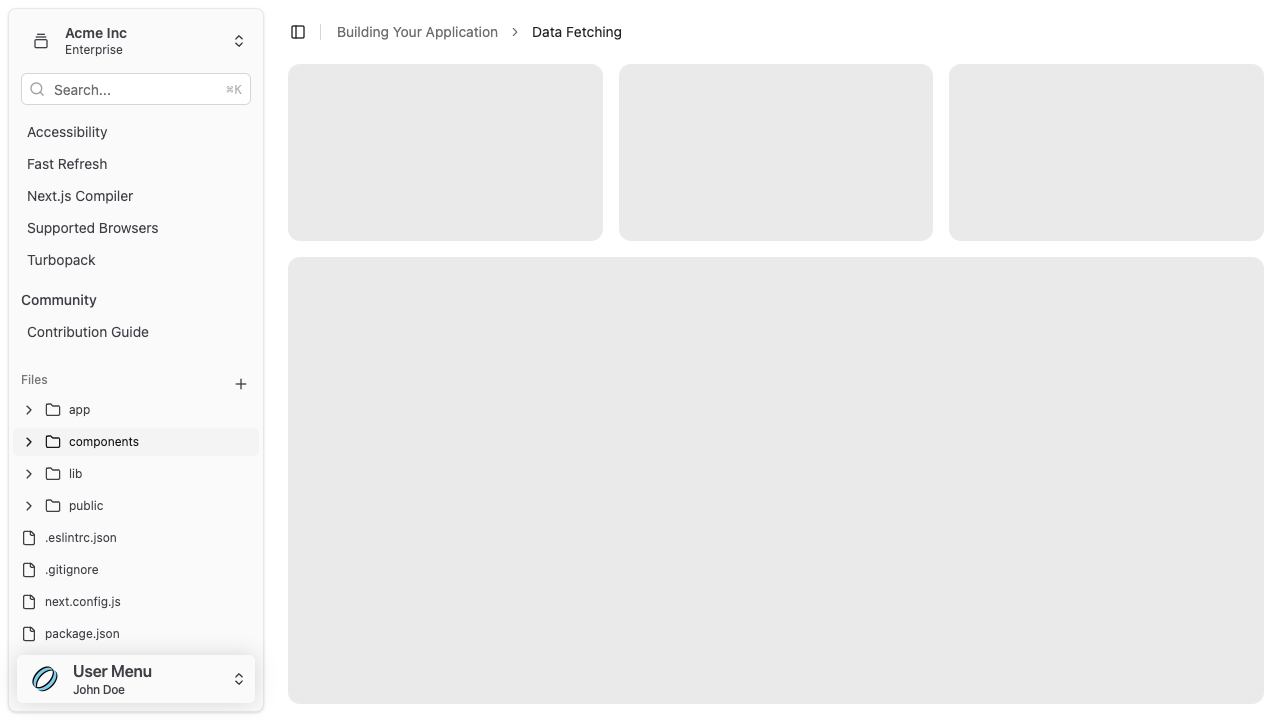 Acme Inc
Enterprise
Search...
⌘K
Accessibility
Fast Refresh
Next.js Compiler
Supported Browsers
Turbopack
Community
Contribution Guide
Files
app
components
lib
public
.eslintrc.json
.gitignore
next.config.js
package.json
User Menu
John Doe
Building Your Application
Data Fetching